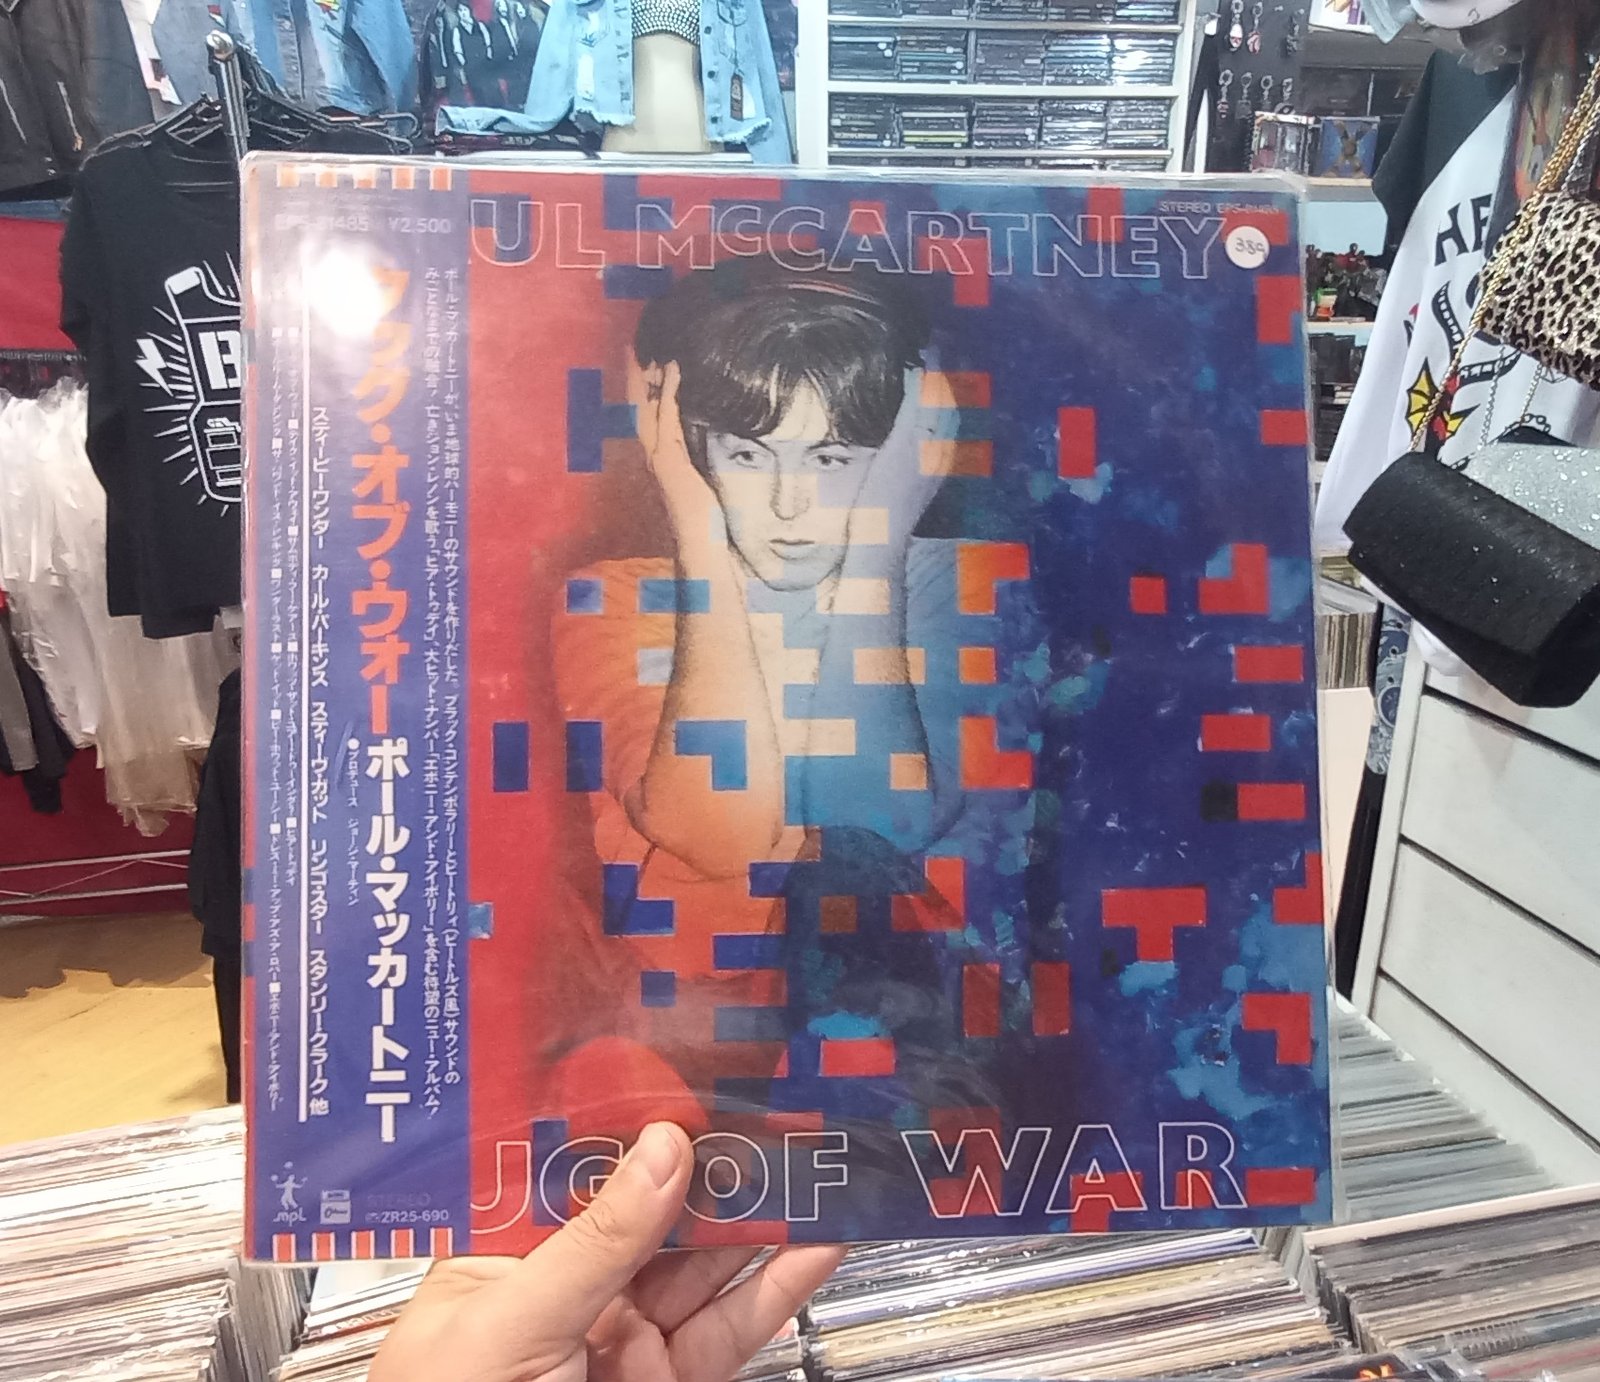 UL McCARTNEY
STEREO EPS-81485
389
EPS-81485 ¥2,500
ポール・マッカートニーが、いま地球的ハーモニーのサウンドを作りだした。ブラック・コンテンポラリーとビートリィ(ビートルズ風)サウンドの
みごとなまでの融合!亡きジョン・レノンを歌う「ヒア・トゥデイ」、大ヒット・ナンバー「エボニー・アンド・アイボリー」を含む待望のニュー・アルバム!
タッグ・オブ・ウォー
ポール・マッカートニー
●プロデュース ジョージ・マーティン
スティービー・ワンダー カール・パーキンス スティーヴ・ガッド リンゴ・スター スタンリー・クラーク 他
mpl
STEREO
ZR25-690
UG OF WAR
HE
B